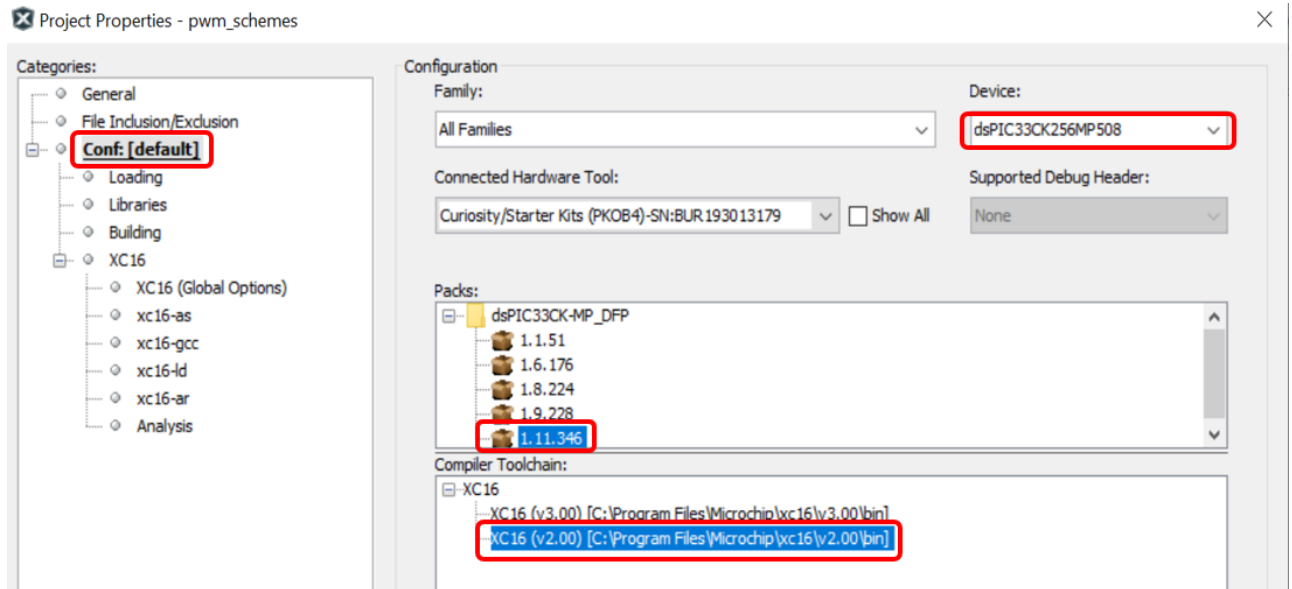 Project Properties - pwm_schemes
Categories:
General
File Inclusion/Exclusion
Conf: [default]
Loading
Libraries
Building
XC16
XC16 (Global Options)
xc16-as
xc16-gcc
xc16-ld
xc16-ar
Analysis
Configuration
Family:
Device:
All Families
dsPIC33CK256MP508
Connected Hardware Tool:
Supported Debug Header:
Curiosity/Starter Kits (PKOB4)-SN:BUR193013179
Show All
None
Packs:
dsPIC33CK-MP_DFP
1.1.51
1.6.176
1.8.224
1.9.228
1.11.346
Compiler Toolchain:
XC16
XC16 (v3.00) [C:\Program Files\Microchip\xc16\v3.00\bin]
XC16 (v2.00) [C:\Program Files\Microchip\xc16\v2.00\bin]